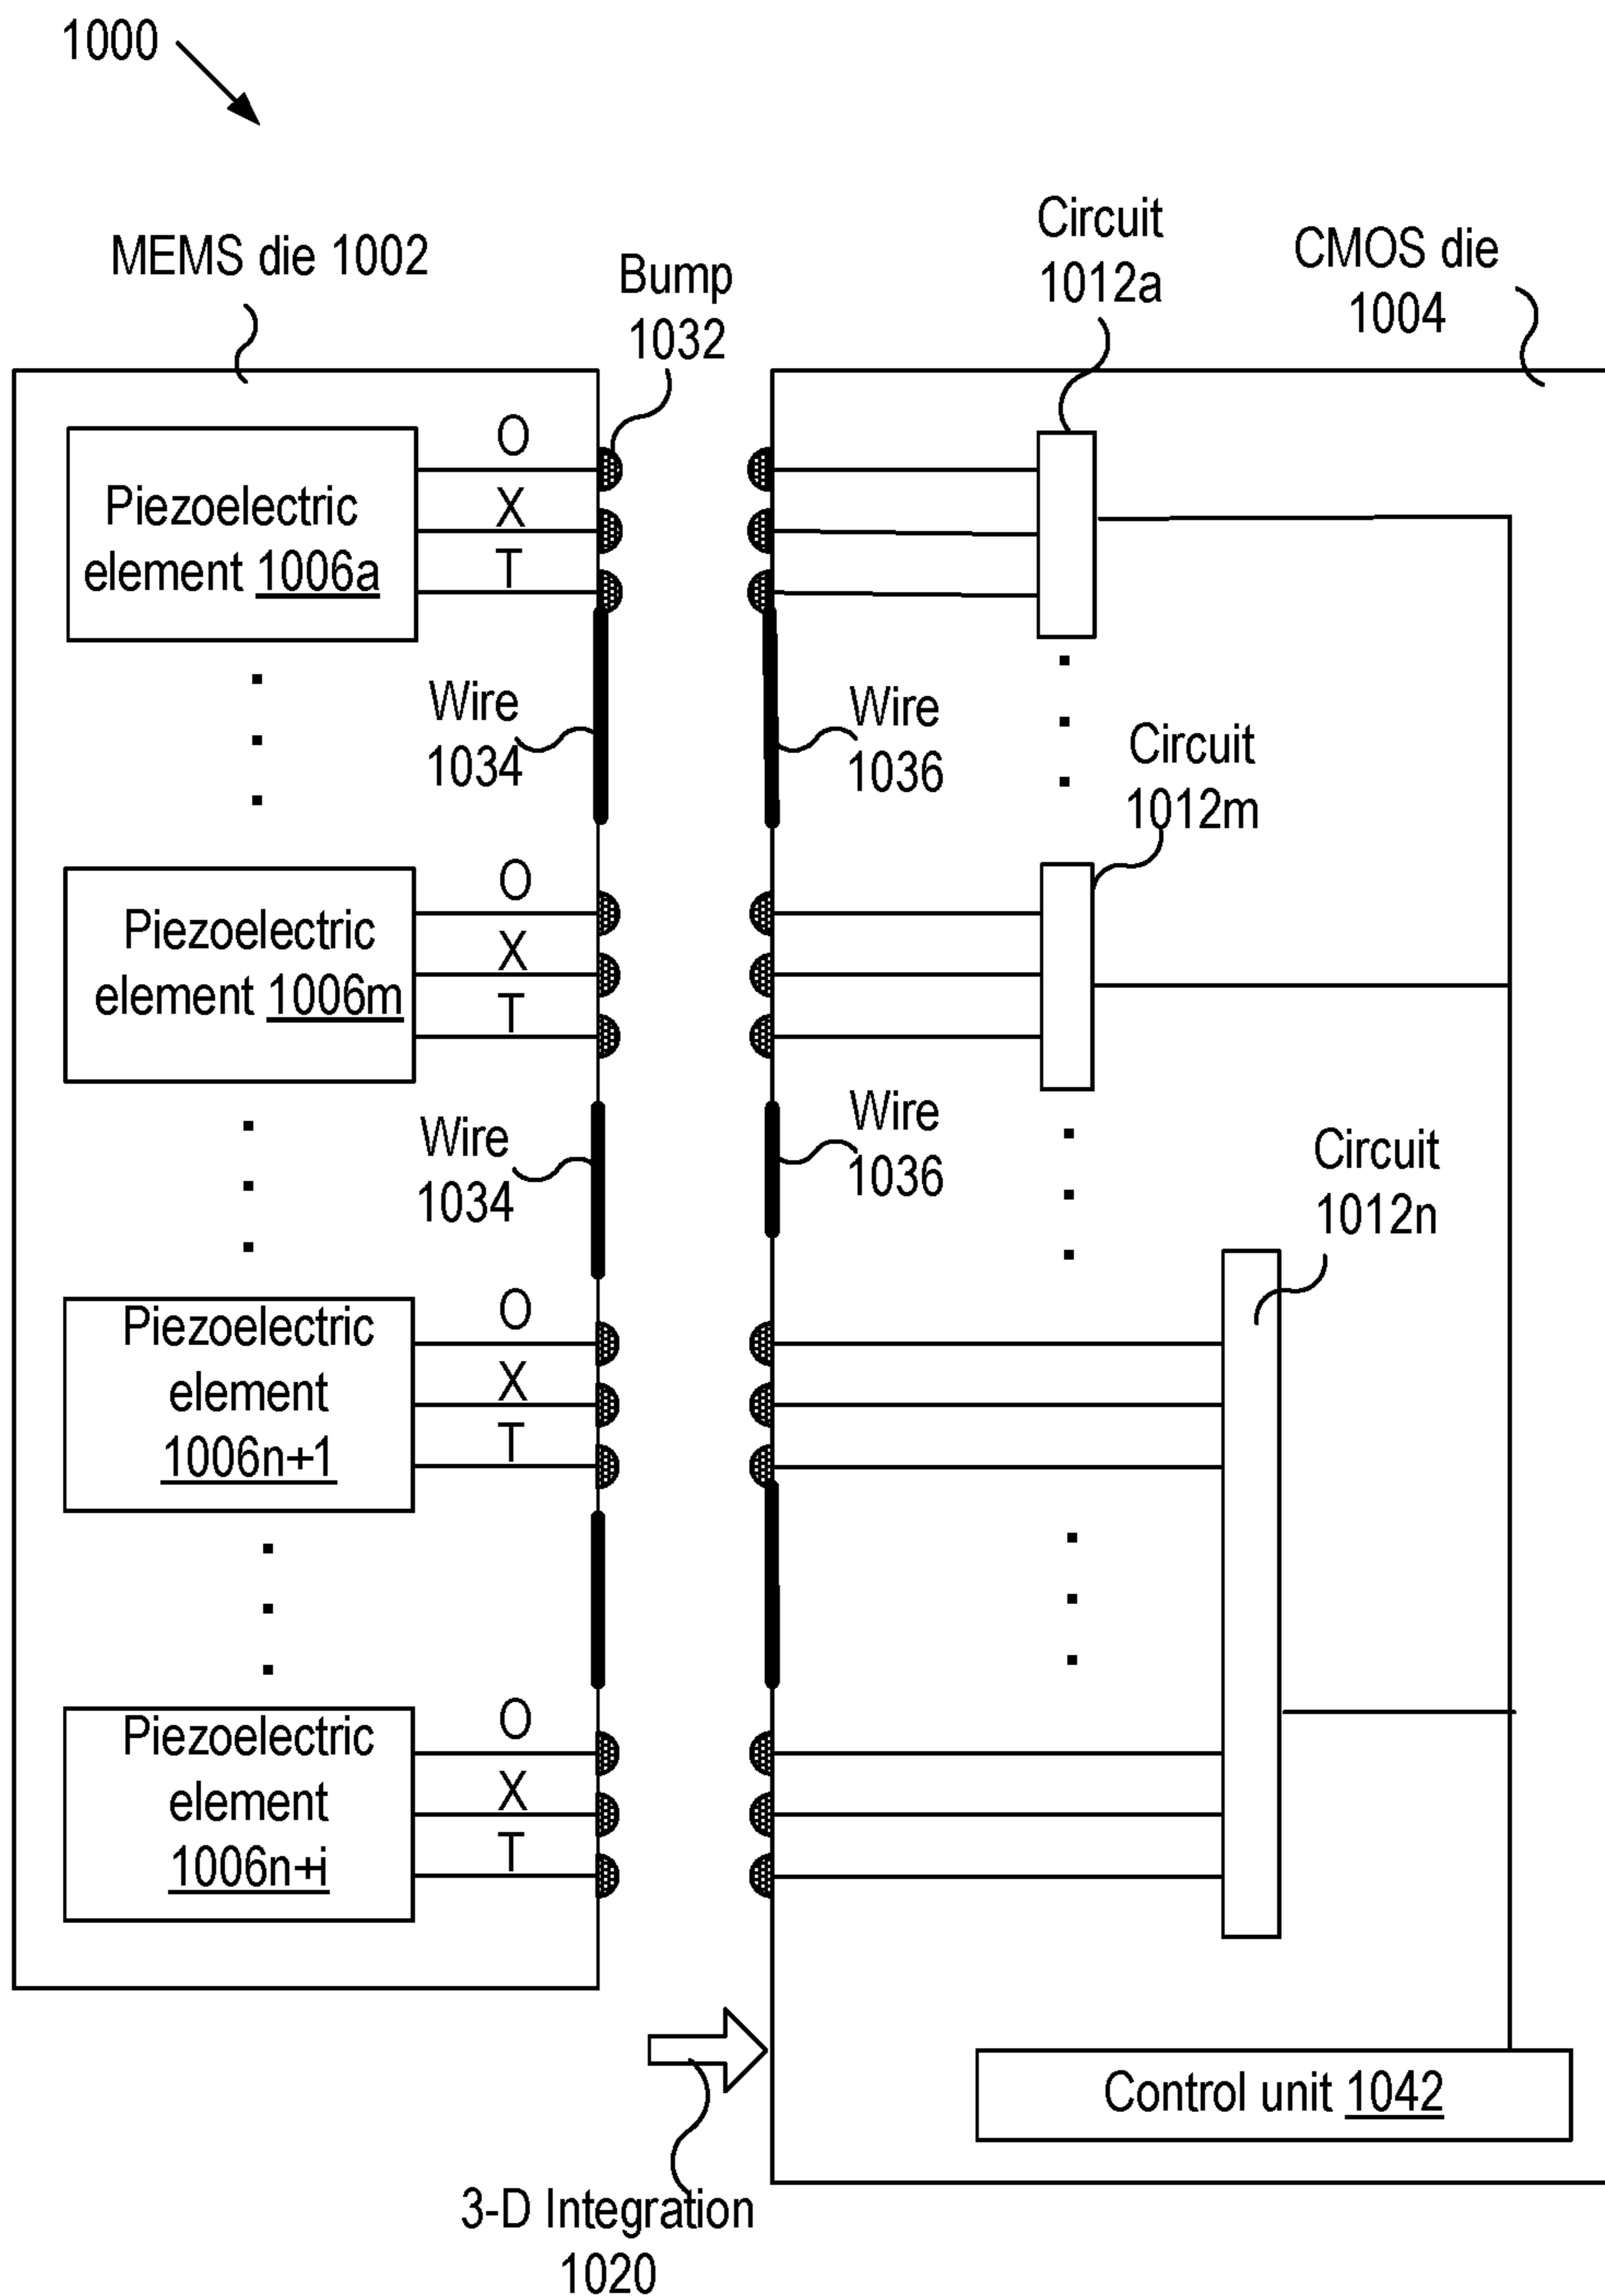 1000
MEMS die 1002
Bump
1032
Circuit
1012a
CMOS die
1004
O
X
T
Piezoelectric
element 1006a
Wire
1034
Wire
1036
Circuit
1012m
O
X
T
Piezoelectric
element 1006m
Wire
1034
Wire
1036
Circuit
1012n
O
X
T
Piezoelectric
element
1006n+1
O
X
T
Piezoelectric
element
1006n+i
Control unit 1042
3-D Integration
1020